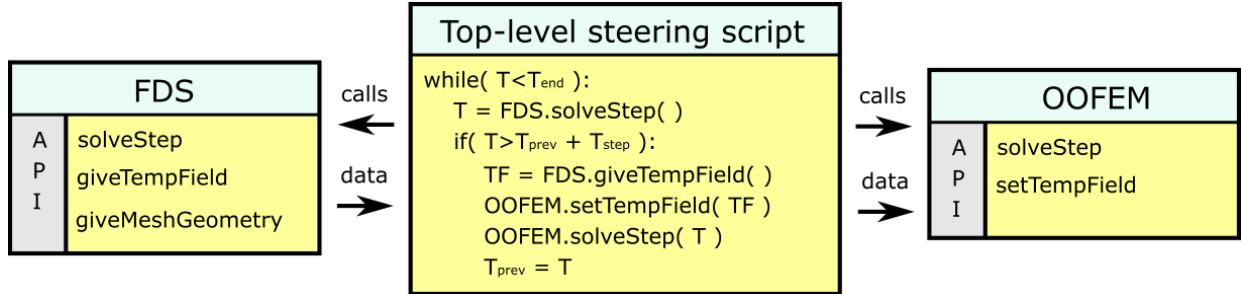 FDS
A
P
I
solveStep
giveTempField
giveMeshGeometry
calls
data
Top-level steering script
while( T<Tend ):
T = FDS.solveStep( )
if( T>Tprev + Tstep ):
TF = FDS.giveTempField( )
OOFEM.setTempField( TF )
OOFEM.solveStep( T )
Tprev = T
calls
data
OOFEM
A
P
I
solveStep
setTempField